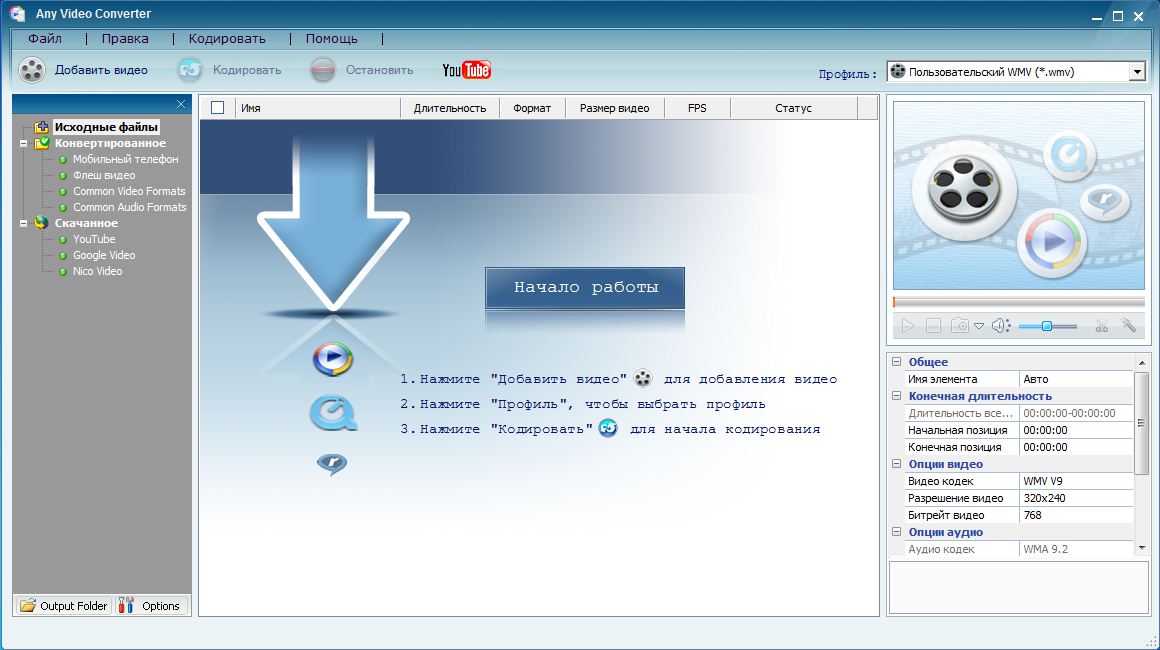 Any Video Converter
Файл | Правка | Кодировать | Помощь |
Добавить видео Кодировать Остановить YouTube
Профиль: Пользовательский WMV (*.wmv)
Исходные файлы
Конвертированное
Мобильный телефон
Флеш видео
Common Video Formats
Common Audio Formats
Скачанное
YouTube
Google Video
Nico Video
Output Folder Options
Имя Длительность Формат Размер видео FPS Статус
Начало работы
1. Нажмите "Добавить видео" для добавления видео
2. Нажмите "Профиль", чтобы выбрать профиль
3. Нажмите "Кодировать" для начала кодирования
Общее
Имя элемента Авто
Конечная длительность
Длительность все... 00:00:00-00:00:00
Начальная позиция 00:00:00
Конечная позиция 00:00:00
Опции видео
Видео кодек WMV V9
Разрешение видео 320x240
Битрейт видео 768
Опции аудио
Аудио кодек WMA 9.2